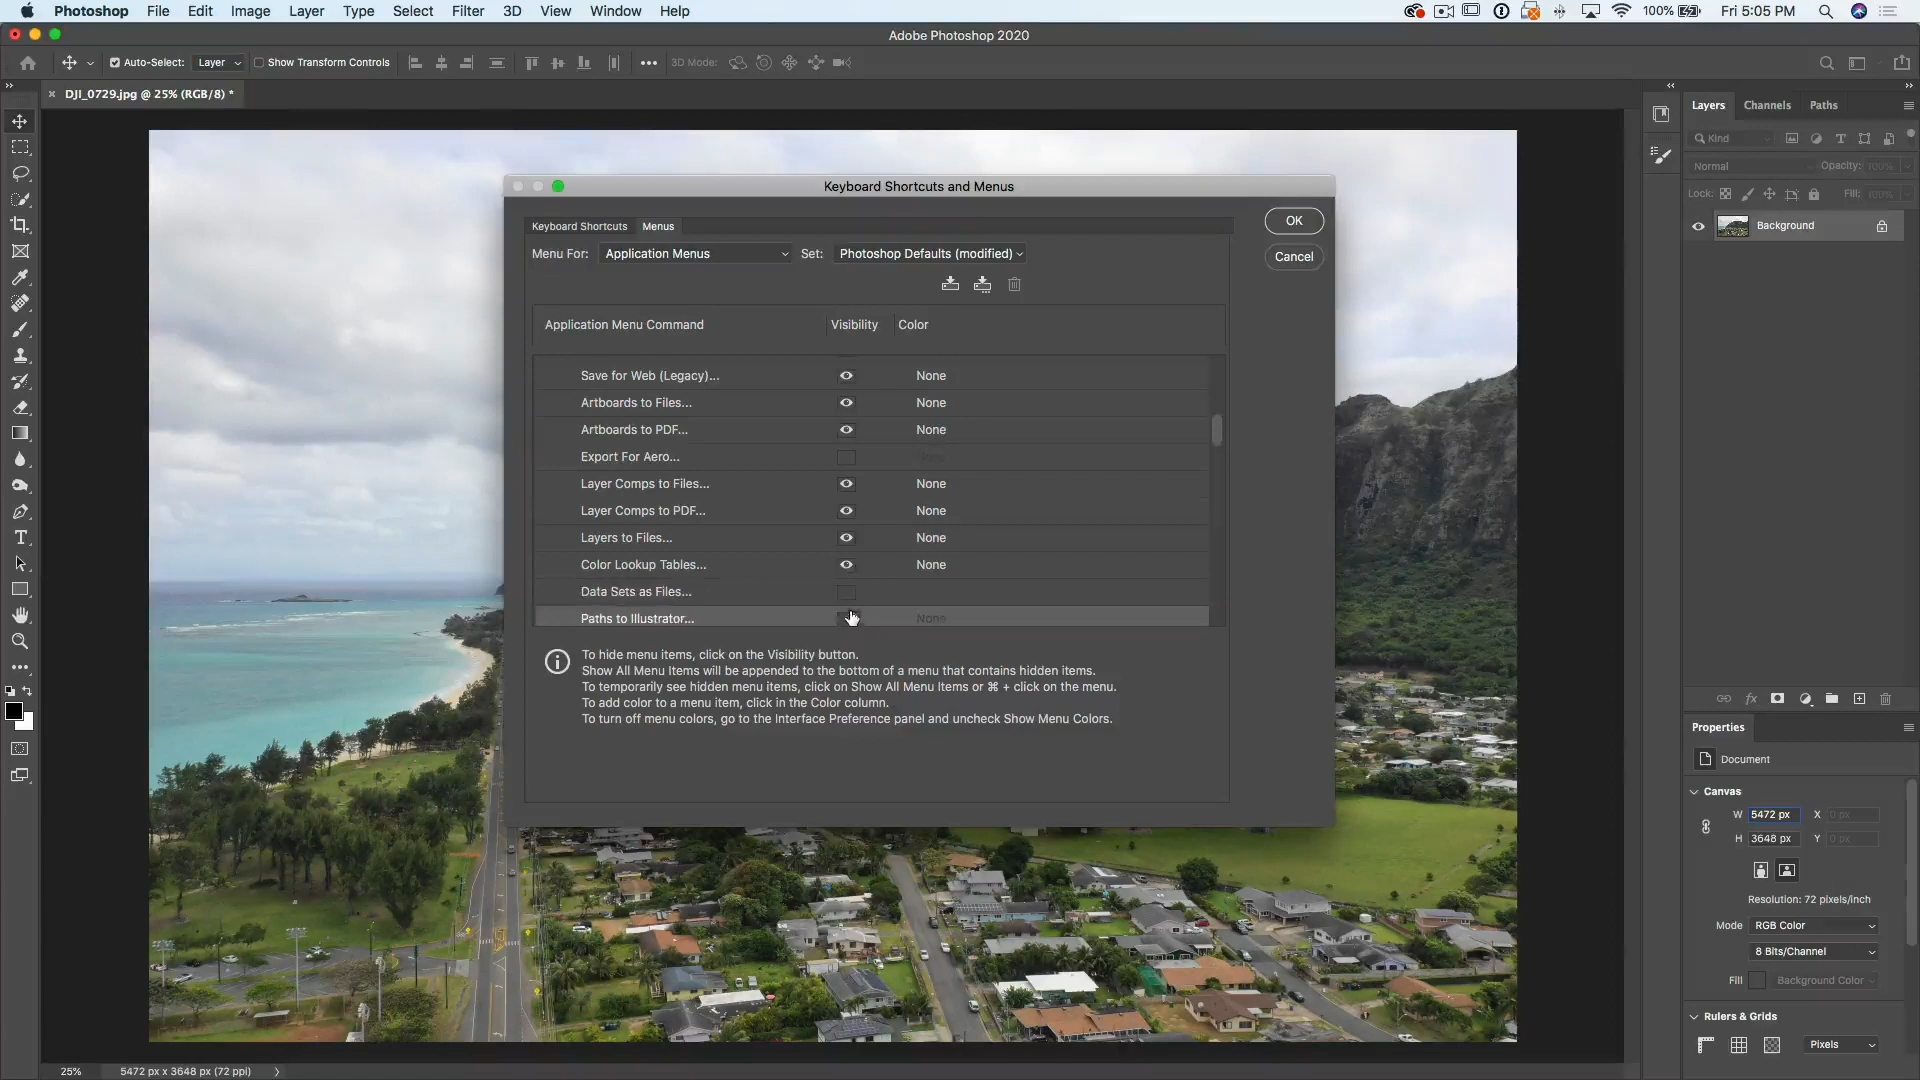 Photoshop File Edit Image Layer Type Select Filter 3D View Window Help 100% Fri 5:05 PM
Adobe Photoshop 2020
Auto-Select: Layer Show Transform Controls 3D Mode:
DJI_0729.jpg @ 25% (RGB/8) *
Layers Channels Paths
Kind
Normal Opacity: 100%
Lock: Fill: 100%
Background
Keyboard Shortcuts and Menus
Keyboard Shortcuts Menus
OK
Menu For: Application Menus Set: Photoshop Defaults (modified)
Cancel
Application Menu Command Visibility Color
Save for Web (Legacy)... None
Artboards to Files... None
Artboards to PDF... None
Export For Aero...
Layer Comps to Files... None
Layer Comps to PDF... None
Layers to Files... None
Color Lookup Tables... None
Data Sets as Files...
Paths to Illustrator... None
To hide menu items, click on the Visibility button.
Show All Menu Items will be appended to the bottom of a menu that contains hidden items.
To temporarily see hidden menu items, click on Show All Menu Items or ⌘ + click on the menu.
To add color to a menu item, click in the Color column.
To turn off menu colors, go to the Interface Preference panel and uncheck Show Menu Colors.
Properties
Document
Canvas
W 5472 px X 0 px
H 3648 px Y 0 px
Resolution: 72 pixels/inch
Mode RGB Color
8 Bits/Channel
Fill Background Color
Rulers & Grids
Pixels
25% 5472 px x 3648 px (72 ppi)